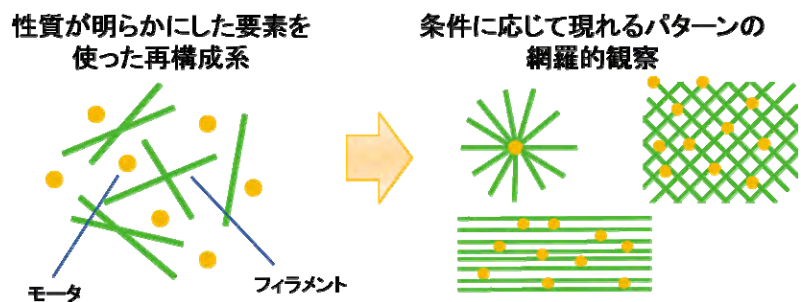 性質が明らかにした要素を
使った再構成系
条件に応じて現れるパターンの
網羅的観察
モータ
フィラメント